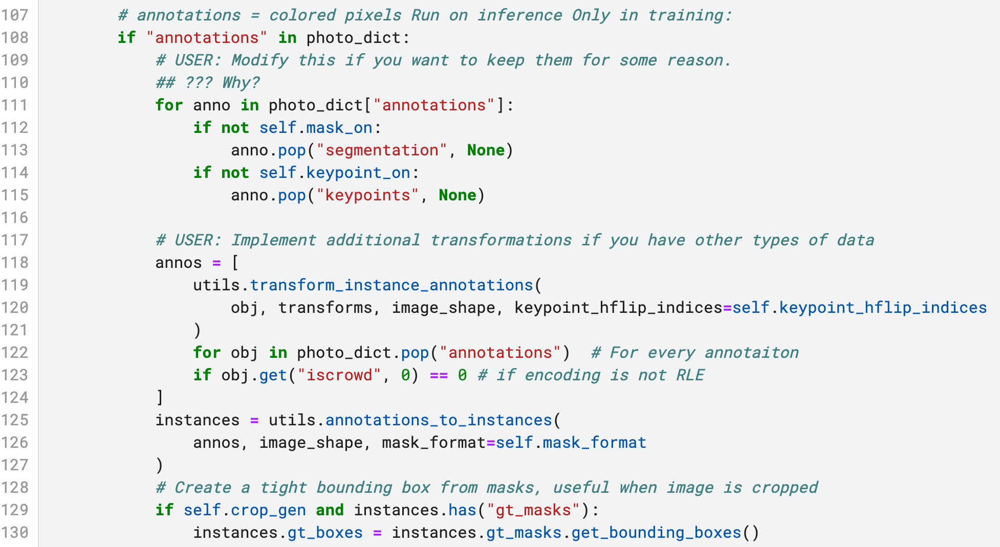 107 # annotations = colored pixels Run on inference Only in training:
108 if "annotations" in photo_dict:
109 # USER: Modify this if you want to keep them for some reason.
110 ## ??? Why?
111 for anno in photo_dict["annotations"]:
112 if not self.mask_on:
113 anno.pop("segmentation", None)
114 if not self.keypoint_on:
115 anno.pop("keypoints", None)
116
117 # USER: Implement additional transformations if you have other types of data
118 annos = [
119 utils.transform_instance_annotations(
120 obj, transforms, image_shape, keypoint_hflip_indices=self.keypoint_hflip_indices
121 )
122 for obj in photo_dict.pop("annotations")  # For every annotaiton
123 if obj.get("iscrowd", 0) == 0 # if encoding is not RLE
124 ]
125 instances = utils.annotations_to_instances(
126 annos, image_shape, mask_format=self.mask_format
127 )
128 # Create a tight bounding box from masks, useful when image is cropped
129 if self.crop_gen and instances.has("gt_masks"):
130 instances.gt_boxes = instances.gt_masks.get_bounding_boxes()